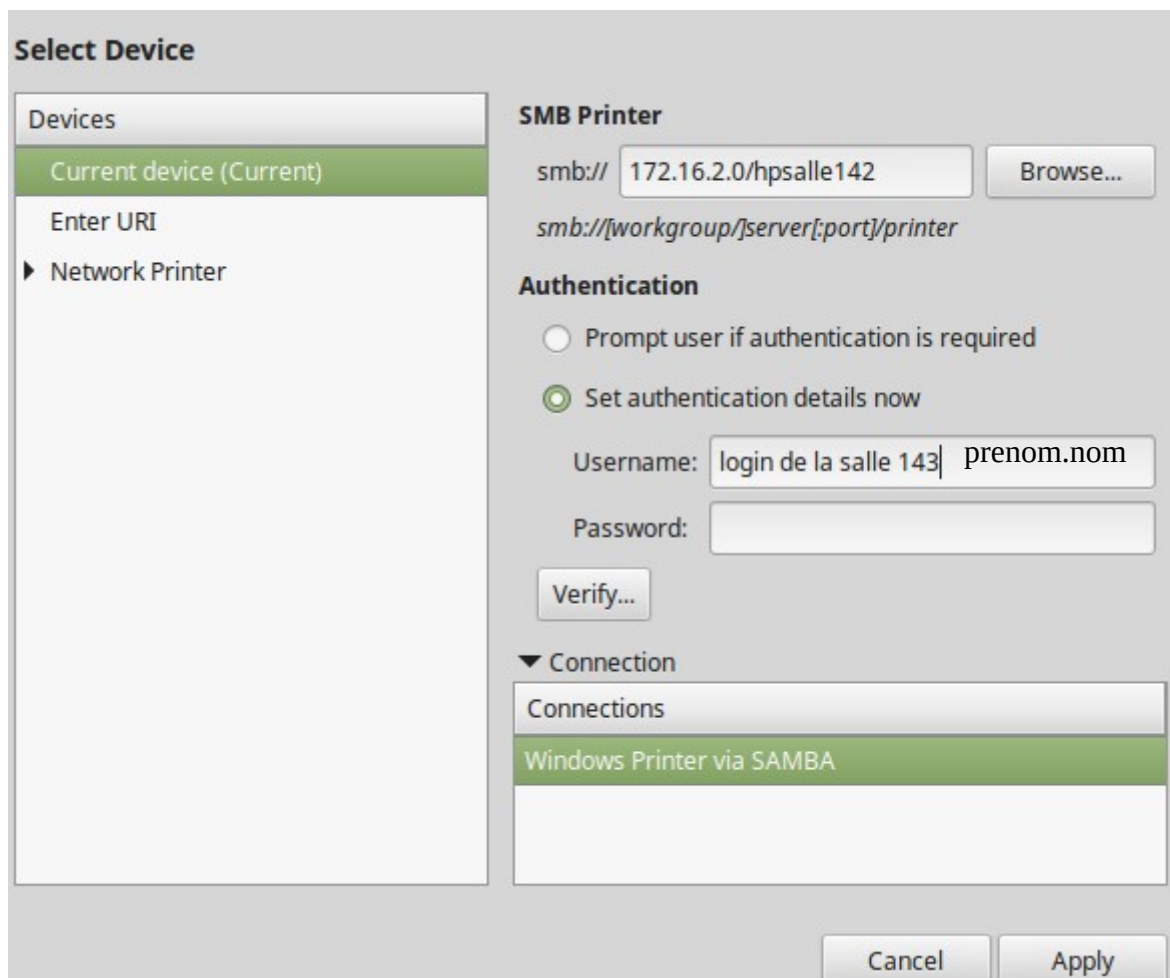 Select Device
Devices
Current device (Current)
Enter URI
Network Printer
SMB Printer
smb:// 172.16.2.0/hpsalle142 Browse...
smb://[workgroup/]server[:port]/printer
Authentication
Prompt user if authentication is required
Set authentication details now
Username: login de la salle 143 prenom.nom
Password:
Verify...
Connection
Connections
Windows Printer via SAMBA
Cancel Apply